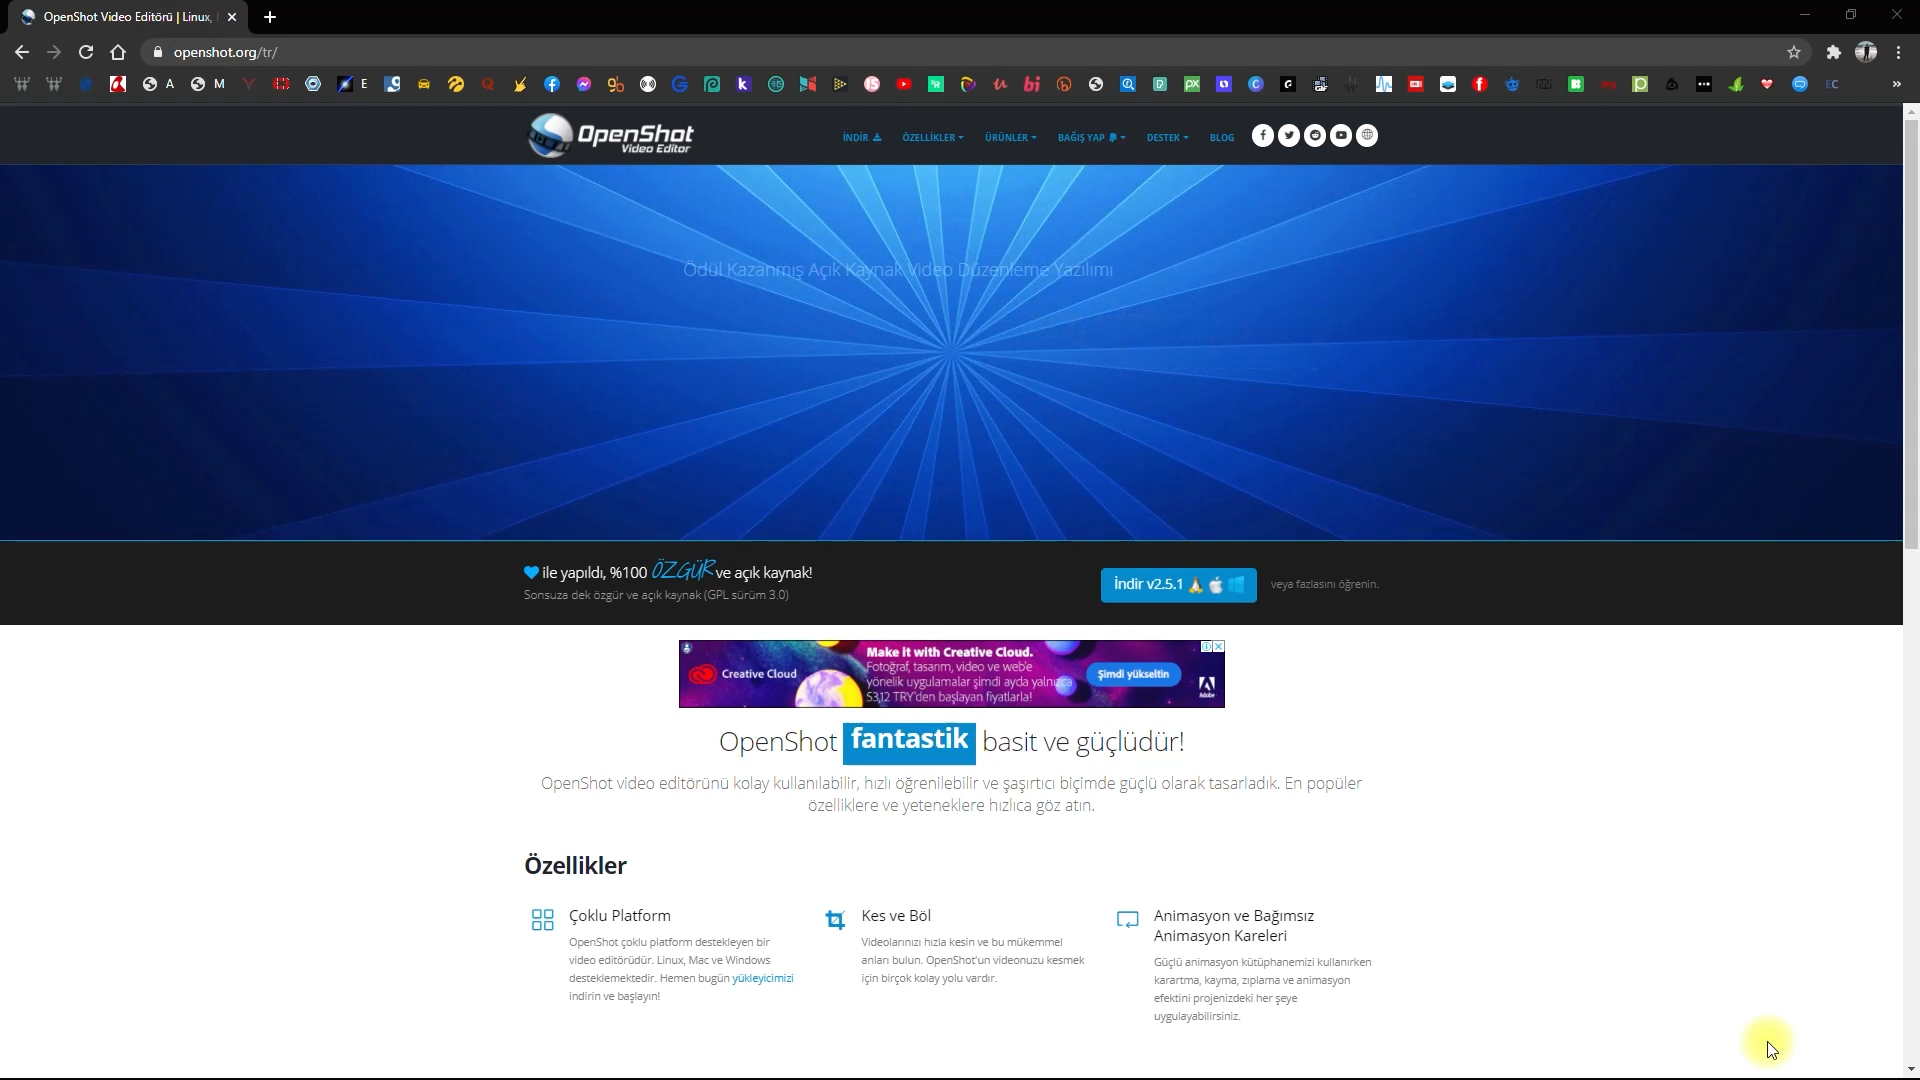 OpenShot Video Editörü | Linux,
openshot.org/tr/
A
M
E
EC
OpenShot
Video Editor
İNDİR
ÖZELLİKLER
ÜRÜNLER
BAĞIŞ YAP
DESTEK
BLOG
Ödül Kazanmış Açık Kaynak Video Düzenleme Yazılımı
ile yapıldı, %100 ÖZGÜR ve açık kaynak!
Sonsuza dek özgür ve açık kaynak (GPL sürüm 3.0)
İndir v2.5.1
veya fazlasını öğrenin.
Creative Cloud
Make it with Creative Cloud.
Fotoğraf, tasarım, video ve web'e
yönelik uygulamalar şimdi ayda yalnızca
53,12 TRY'den başlayan fiyatlarla!
Şimdi yükseltin
Adobe
OpenShot fantastik basit ve güçlüdür!
OpenShot video editörünü kolay kullanılabilir, hızlı öğrenilebilir ve şaşırtıcı biçimde güçlü olarak tasarladık. En popüler
özelliklere ve yeteneklere hızlıca göz atın.
Özellikler
Çoklu Platform
OpenShot çoklu platform destekleyen bir
video editörüdür. Linux, Mac ve Windows
desteklemektedir. Hemen bugün yükleyicimizi
indirin ve başlayın!
Kes ve Böl
Videolarınızı hızla kesin ve bu mükemmel
anları bulun. OpenShot'un videonuzu kesmek
için birçok kolay yolu vardır.
Animasyon ve Bağımsız
Animasyon Kareleri
Güçlü animasyon kütüphanemizi kullanırken
karartma, kayma, zıplama ve animasyon
efektini projenizdeki her şeye
uygulayabilirsiniz.